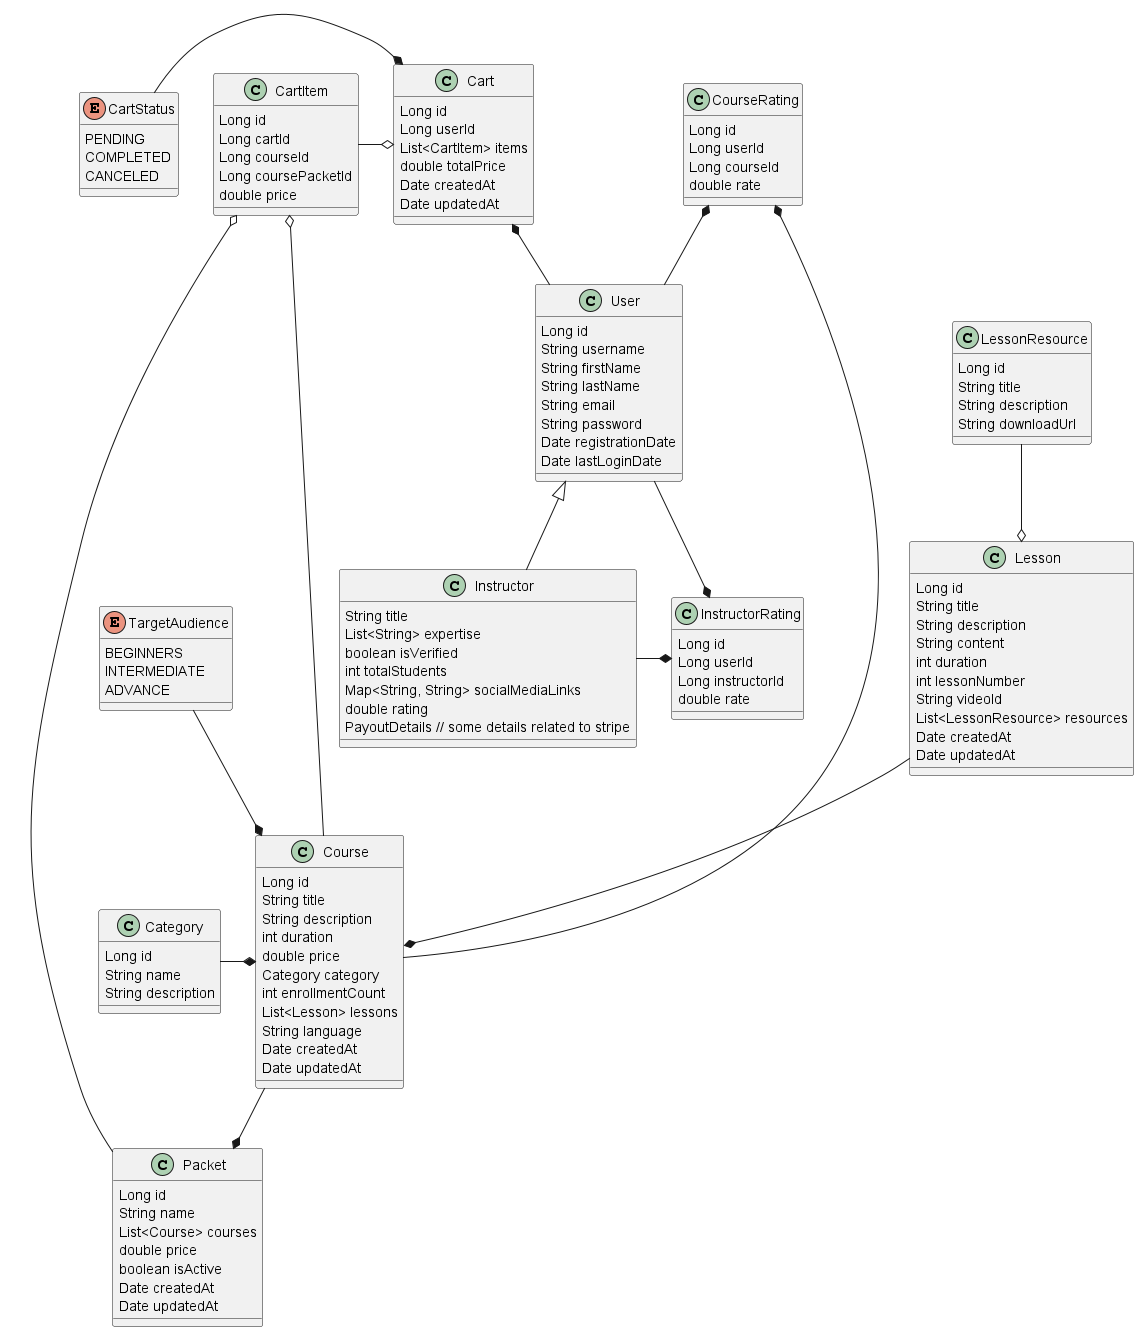 E CartStatus
PENDING
COMPLETED
CANCELED
C CartItem
Long id
Long cartId
Long courseId
Long coursePacketId
double price
C Cart
Long id
Long userId
List<CartItem> items
double totalPrice
Date createdAt
Date updatedAt
C CourseRating
Long id
Long userId
Long courseId
double rate
C User
Long id
String username
String firstName
String lastName
String email
String password
Date registrationDate
Date lastLoginDate
C LessonResource
Long id
String title
String description
String downloadUrl
E TargetAudience
BEGINNERS
INTERMEDIATE
ADVANCE
C Instructor
String title
List<String> expertise
boolean isVerified
int totalStudents
Map<String, String> socialMediaLinks
double rating
PayoutDetails // some details related to stripe
C InstructorRating
Long id
Long userId
Long instructorId
double rate
C Lesson
Long id
String title
String description
String content
int duration
int lessonNumber
String videoId
List<LessonResource> resources
Date createdAt
Date updatedAt
C Category
Long id
String name
String description
C Course
Long id
String title
String description
int duration
double price
Category category
int enrollmentCount
List<Lesson> lessons
String language
Date createdAt
Date updatedAt
C Packet
Long id
String name
List<Course> courses
double price
boolean isActive
Date createdAt
Date updatedAt